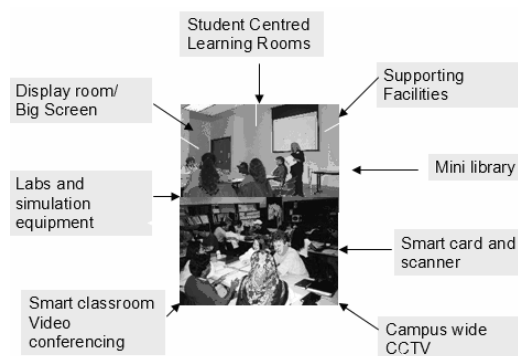 Student Centred
Learning Rooms
Display room/
Big Screen
Supporting
Facilities
Mini library
Labs and
simulation
equipment
Smart card and
scanner
Smart classroom
Video
conferencing
Campus wide
CCTV